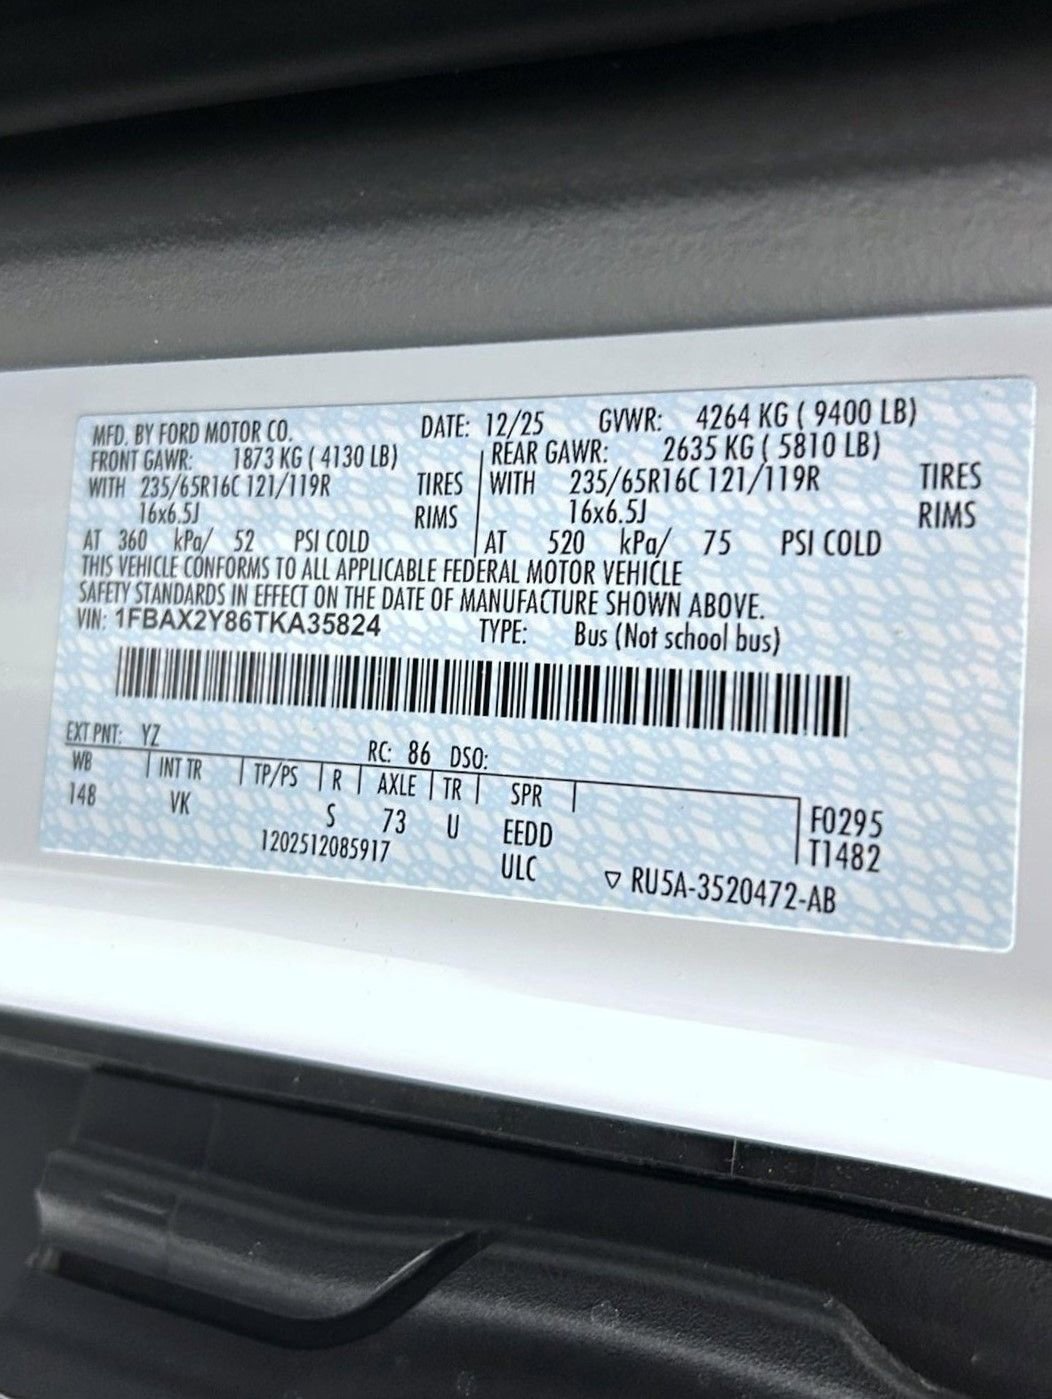 MFD. BY FORD MOTOR CO. DATE: 12/25 GVWR: 4264 KG ( 9400 LB)
FRONT GAWR: 1873 KG ( 4130 LB) REAR GAWR: 2635 KG ( 5810 LB)
WITH 235/65R16C 121/119R TIRES WITH 235/65R16C 121/119R TIRES
16x6.5J RIMS 16x6.5J RIMS
AT 360 kPa/ 52 PSI COLD AT 520 kPa/ 75 PSI COLD
THIS VEHICLE CONFORMS TO ALL APPLICABLE FEDERAL MOTOR VEHICLE
SAFETY STANDARDS IN EFFECT ON THE DATE OF MANUFACTURE SHOWN ABOVE.
VIN: 1FBAX2Y86TKA35824 TYPE: Bus (Not school bus)
EXT PNT: YZ RC: 86 DSO:
WB INT TR TP/PS R AXLE TR SPR
148 VK S 73 U EEDD F0295
1202512085917 ULC T1482
▽ RU5A-3520472-AB